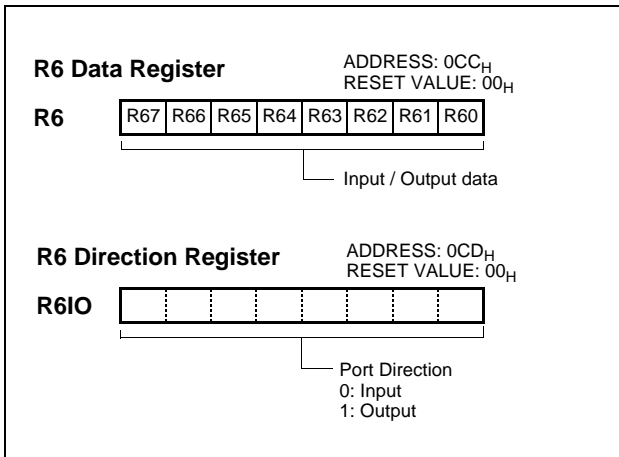 R6 Data Register
ADDRESS: 0CCH
RESET VALUE: 00H
R6
R67 R66 R65 R64 R63 R62 R61 R60
Input / Output data
R6 Direction Register
ADDRESS: 0CDH
RESET VALUE: 00H
R6IO
Port Direction
0: Input
1: Output